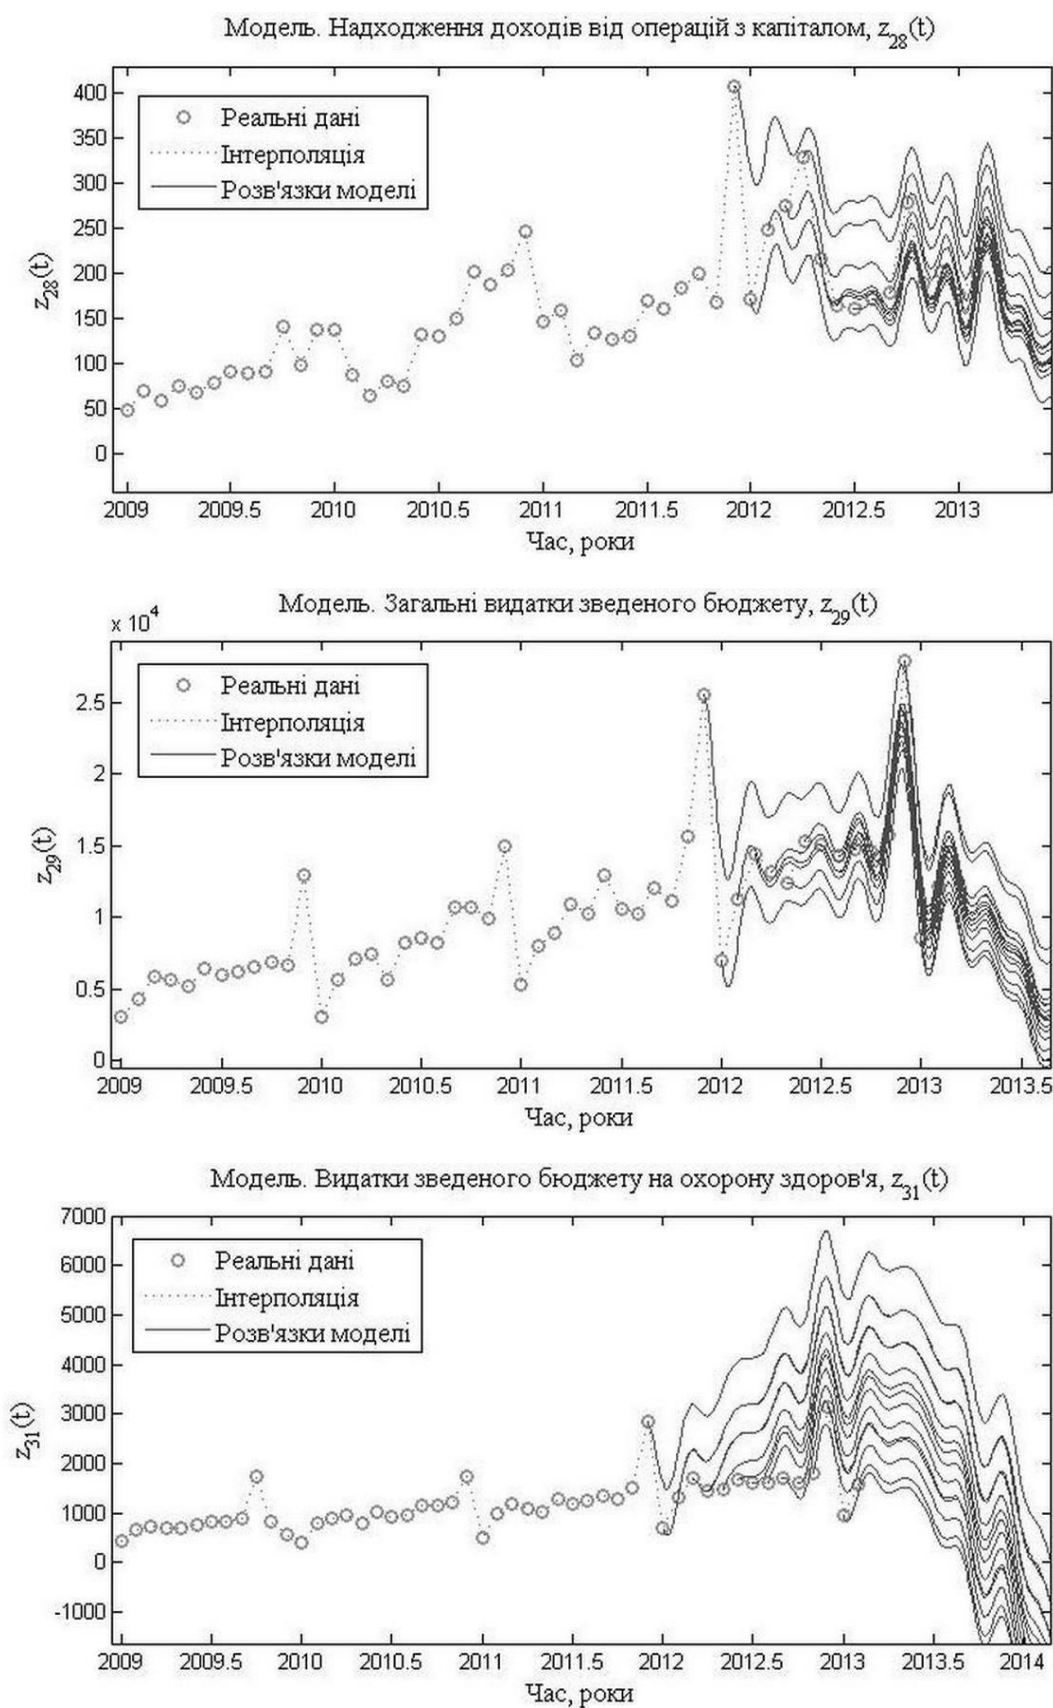 Модель. Надходження доходів від операцій з капіталом, z28(t)
400
350
300
250
200
150
100
50
0
z28(t)
Реальні дані
Інтерполяція
Розв'язки моделі
2009 2009.5 2010 2010.5 2011 2011.5 2012 2012.5 2013
Час, роки
Модель. Загальні видатки зведеного бюджету, z29(t)
x 10^4
2.5
2
1.5
1
0.5
0
z29(t)
Реальні дані
Інтерполяція
Розв'язки моделі
2009 2009.5 2010 2010.5 2011 2011.5 2012 2012.5 2013 2013.5
Час, роки
Модель. Видатки зведеного бюджету на охорону здоров'я, z31(t)
7000
6000
5000
4000
3000
2000
1000
0
-1000
z31(t)
Реальні дані
Інтерполяція
Розв'язки моделі
2009 2009.5 2010 2010.5 2011 2011.5 2012 2012.5 2013 2013.5 2014
Час, роки